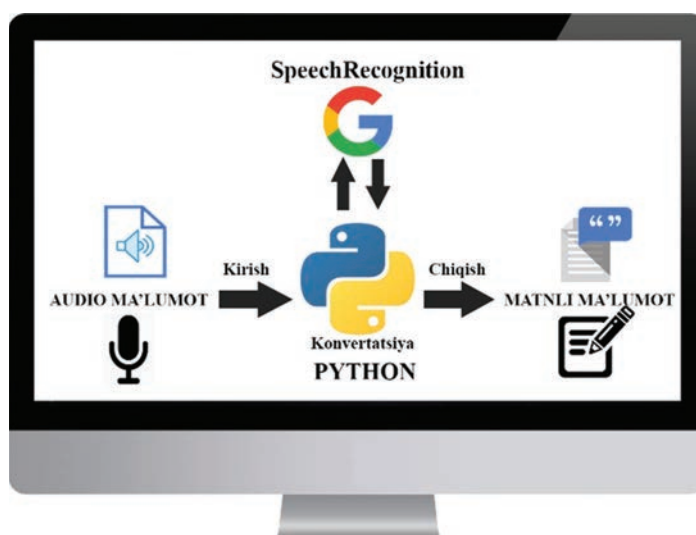 SpeechRecognition
Kirish
Chiqish
AUDIO MA’LUMOT
MATNLI MA’LUMOT
Konvertatsiya
PYTHON